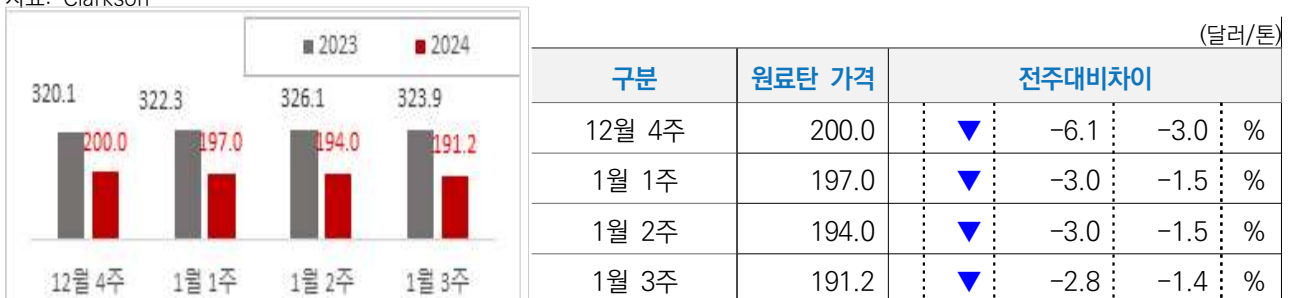 자료: Clarkson
■ 2023 ■ 2024
320.1 322.3 326.1 323.9
200.0 197.0 194.0 191.2
12월 4주 1월 1주 1월 2주 1월 3주
(달러/톤)
구분 원료탄 가격 전주대비차이
12월 4주 200.0 ▼ -6.1 -3.0 %
1월 1주 197.0 ▼ -3.0 -1.5 %
1월 2주 194.0 ▼ -3.0 -1.5 %
1월 3주 191.2 ▼ -2.8 -1.4 %